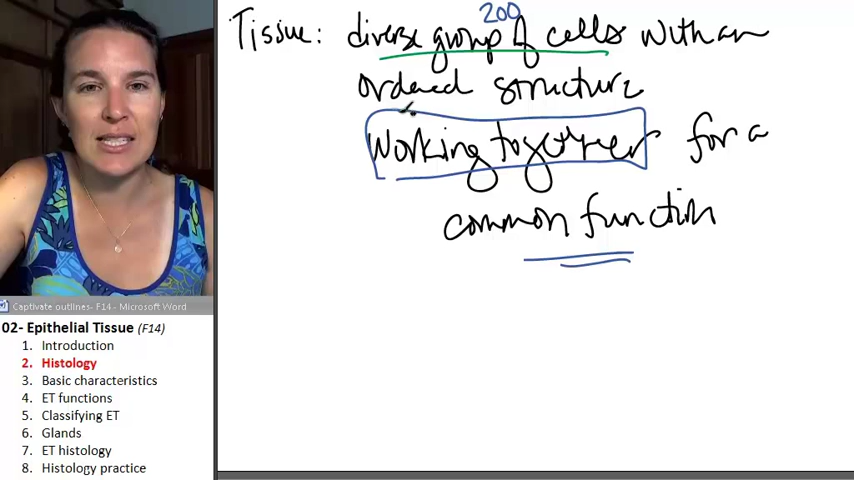 200
Tissue: diverse group of cells with an
ordered structure
working together for a
common function
Captivate outlines- F14 - Microsoft Word
02- Epithelial Tissue (F14)
1. Introduction
2. Histology
3. Basic characteristics
4. ET functions
5. Classifying ET
6. Glands
7. ET histology
8. Histology practice